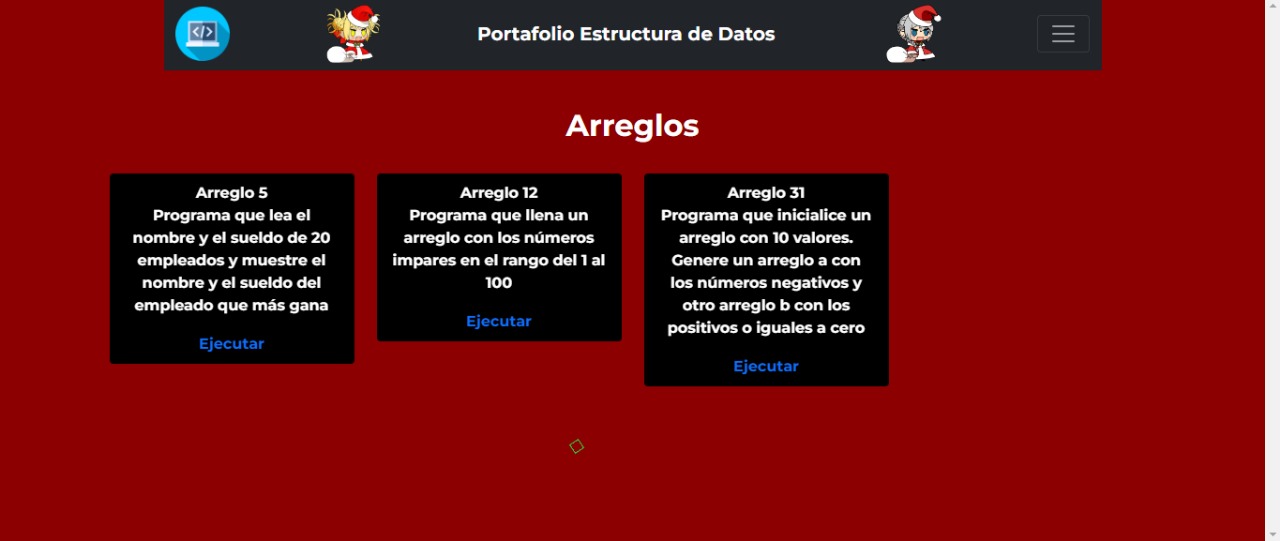 </>
Portafolio Estructura de Datos
Arreglos
Arreglo 5
Programa que lea el
nombre y el sueldo de 20
empleados y muestre el
nombre y el sueldo del
empleado que más gana
Ejecutar
Arreglo 12
Programa que llena un
arreglo con los números
impares en el rango del 1 al
100
Ejecutar
Arreglo 31
Programa que inicialice un
arreglo con 10 valores.
Genere un arreglo a con
los números negativos y
otro arreglo b con los
positivos o iguales a cero
Ejecutar